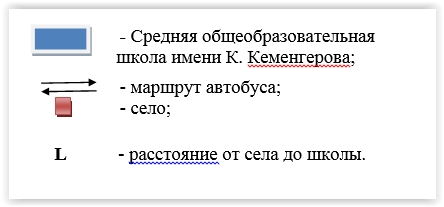 - Средняя общеобразовательная
школа имени К. Кеменгерова;
- маршрут автобуса;
- село;
L - расстояние от села до школы.